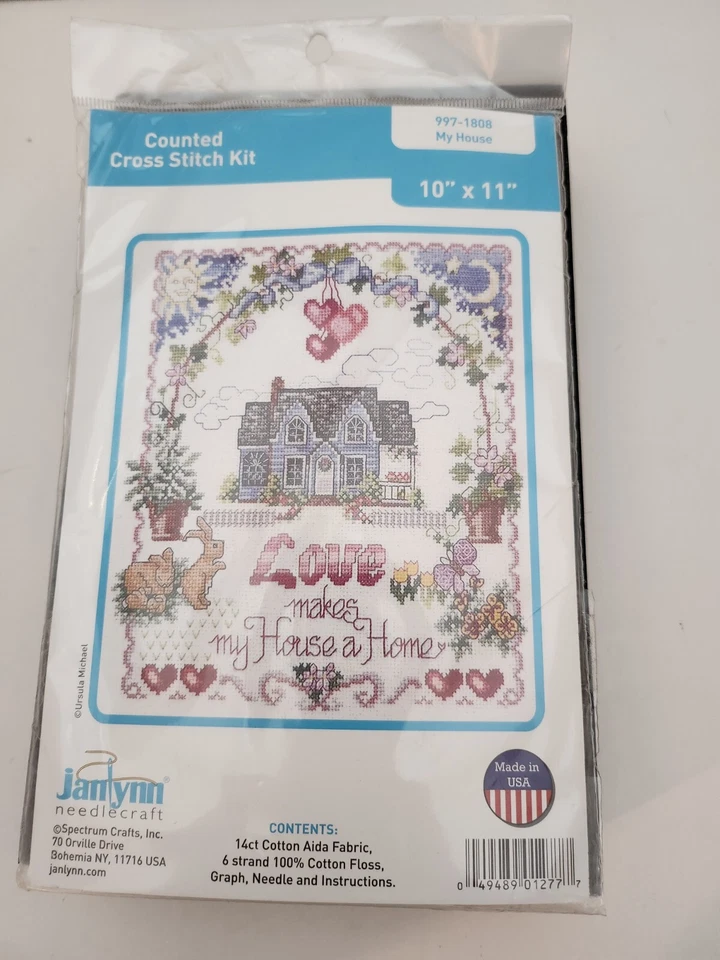 Counted
Cross Stitch Kit
997-1808
My House
10" x 11"
Love
makes
my House a Home
©Ursula Michael
janlynn®
needlecraft
©Spectrum Crafts, Inc.
70 Orville Drive
Bohemia NY, 11716 USA
janlynn.com
CONTENTS:
14ct Cotton Aida Fabric,
6 strand 100% Cotton Floss,
Graph, Needle and Instructions.
Made in
USA
0 49489 01277 7